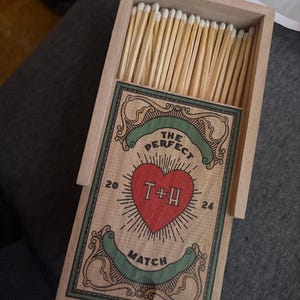 THE
PERFECT
20 T+H 24
MATCH